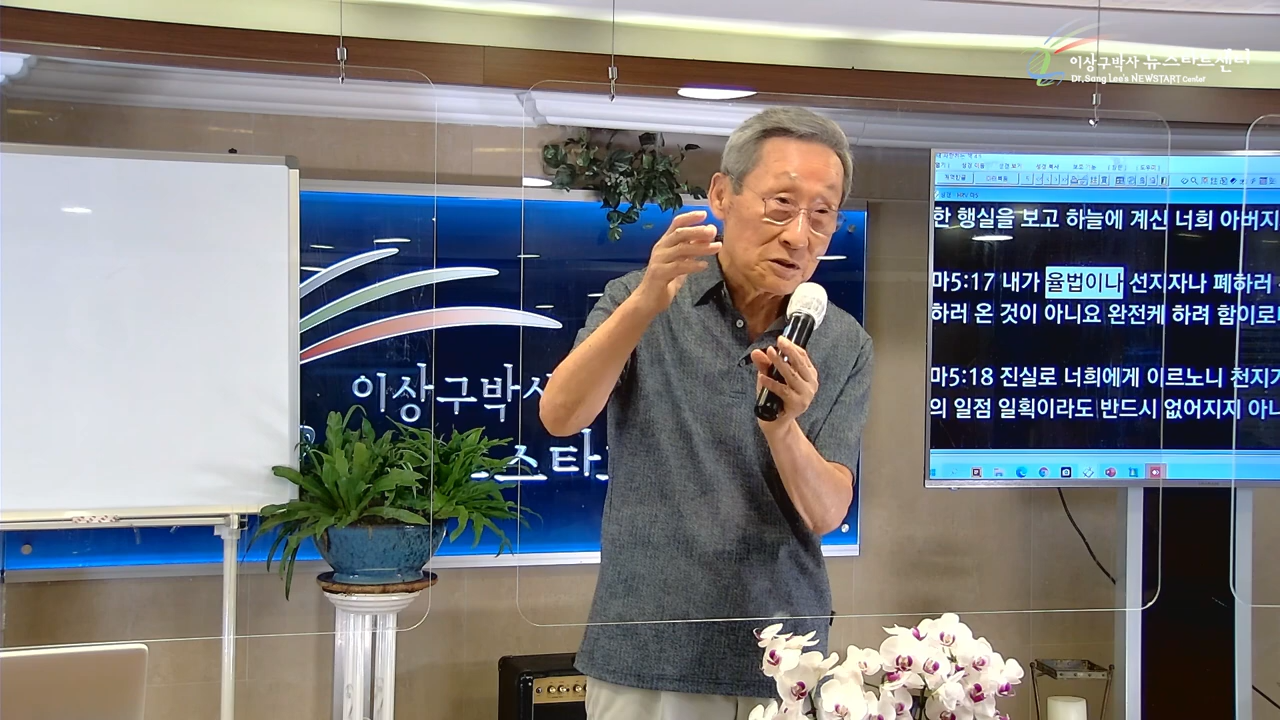 이상구박사 뉴스타트센터
Dr. Sang Lee's NEWSTART Center
한 행실을 보고 하늘에 계신 너희 아버지
마5:17 내가 율법이나 선지자나 폐하러
하러 온 것이 아니요 완전케 하려 함이로
마5:18 진실로 너희에게 이르노니 천지가
의 일점 일획이라도 반드시 없어지지 아니
이상구박사
스타